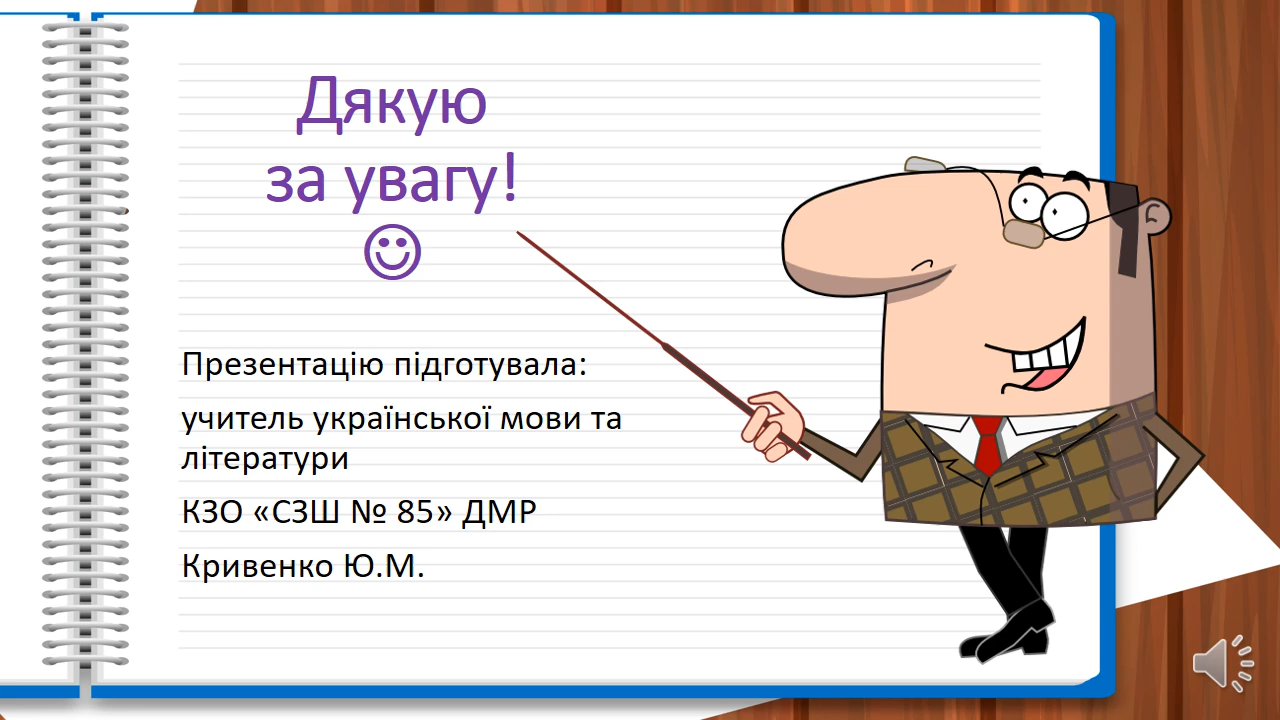 Дякую
за увагу!
☺
Презентацію підготувала:
учитель української мови та
літератури
КЗО «СЗШ № 85» ДМР
Кривенко Ю.М.